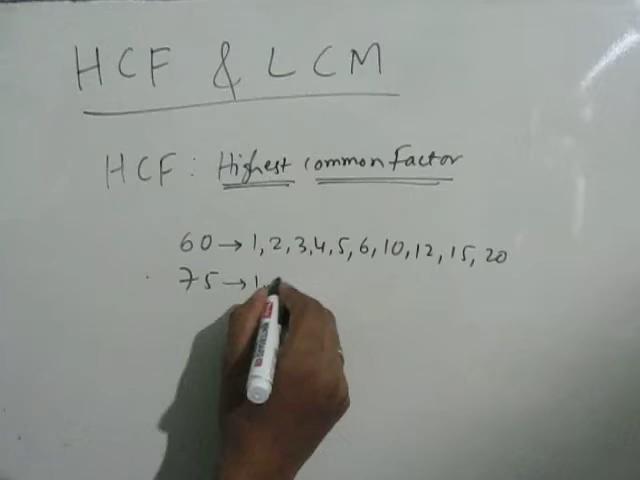 HCF & LCM
HCF : Highest common Factor
60 → 1, 2, 3, 4, 5, 6, 10, 12, 15, 20
75 → 1,